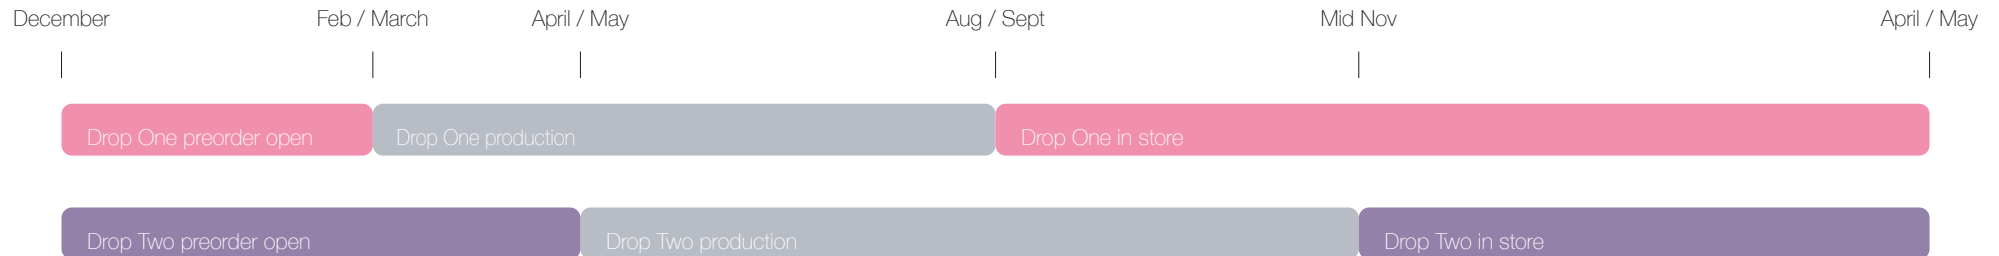 December Feb / March April / May Aug / Sept Mid Nov April / May
Drop One preorder open Drop One production Drop One in store
Drop Two preorder open Drop Two production Drop Two in store